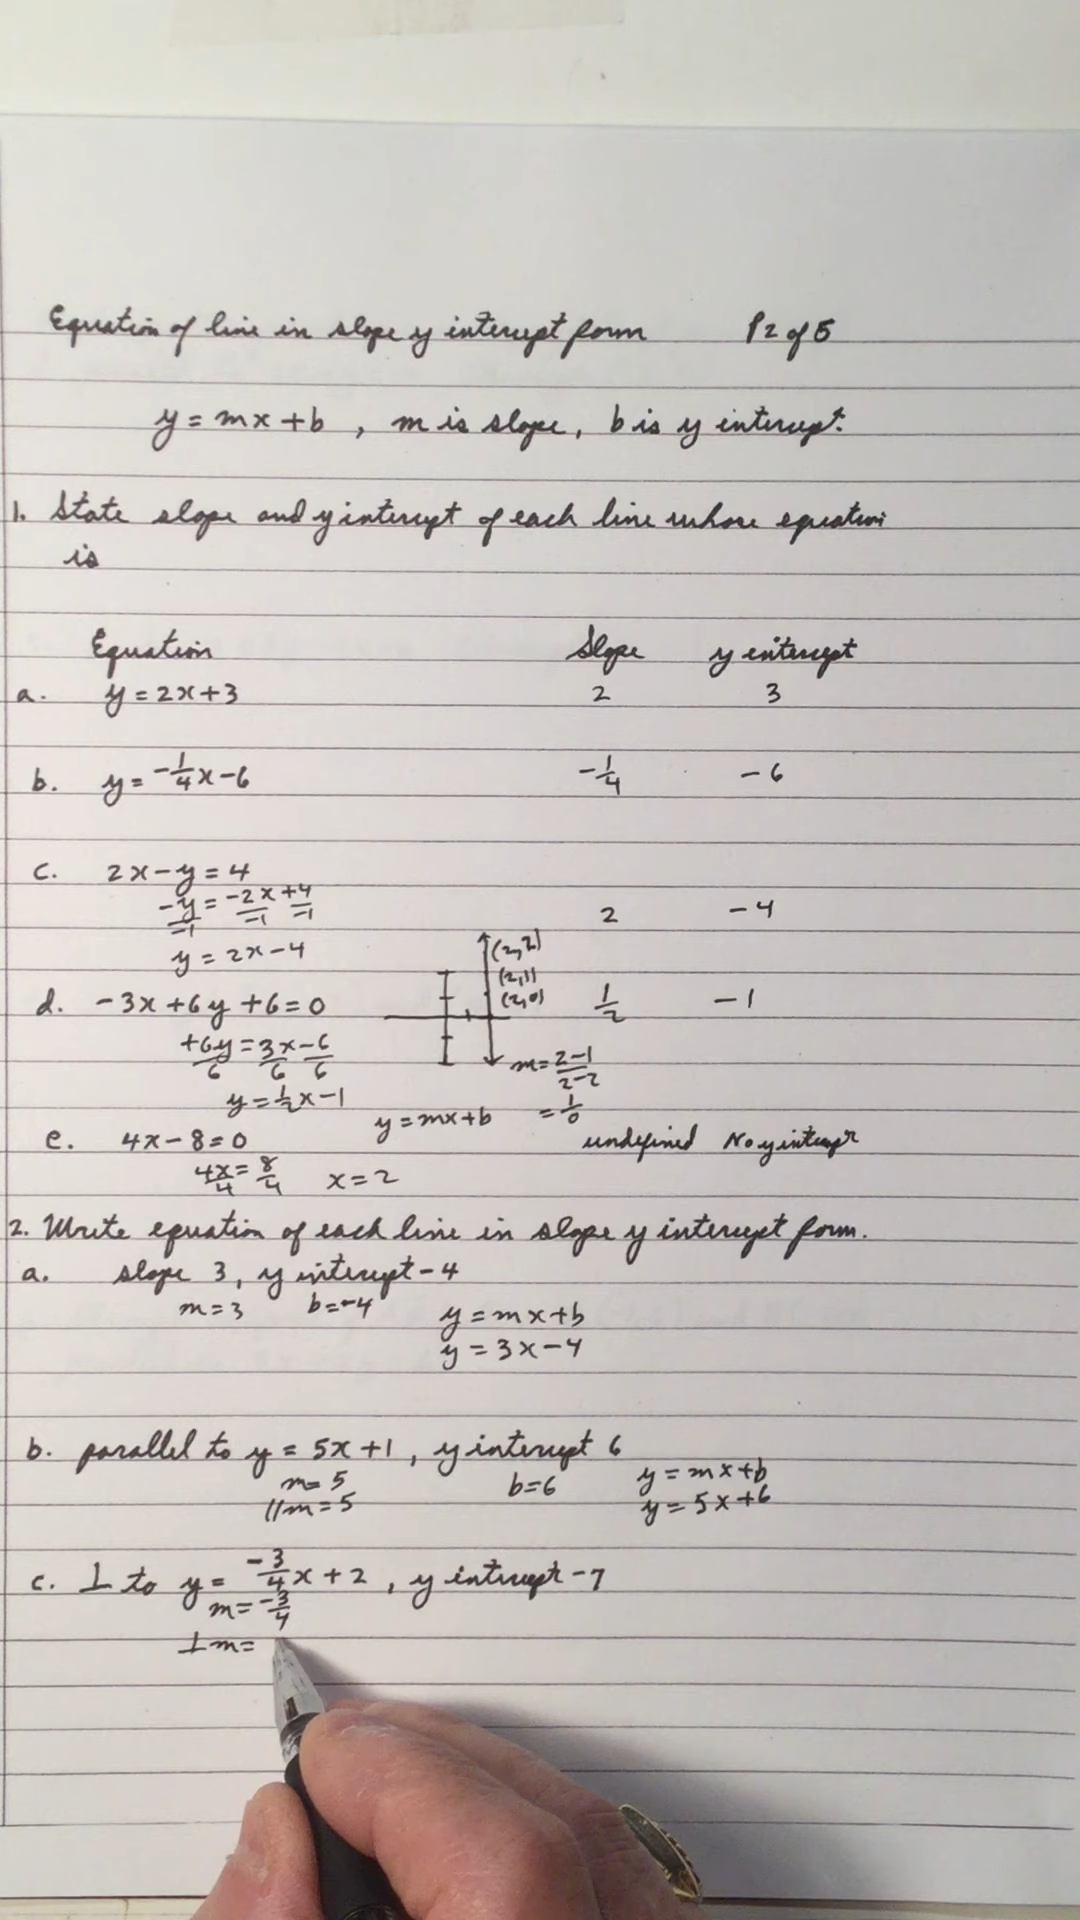 Equation of line in slope y intercept form P2 of 5
y = mx + b , m is slope, b is y intercept.
1. State slope and y intercept of each line whose equation
is
Equation Slope y intercept
a. y = 2x+3 2 3
b. y = -1/4 x - 6 -1/4 -6
c. 2x - y = 4
-y/-1 = -2x/-1 + 4/-1 2 -4
y = 2x - 4
(2,2)
(2,1)
(2,0)
d. -3x + 6y + 6 = 0 1/2 -1
+6y/6 = 3x/6 - 6/6
m = 2-1/2-2
y = 1/2 x - 1
y = mx + b = 1/0
e. 4x - 8 = 0 undefined No y intercept
4x/4 = 8/4 x = 2
2. Write equation of each line in slope y intercept form.
a. slope 3, y intercept -4
m = 3 b = -4 y = mx + b
y = 3x - 4
b. parallel to y = 5x + 1, y intercept 6
m = 5 b = 6 y = mx + b
//m = 5 y = 5x + 6
c. ⊥ to y = -3/4 x + 2, y intercept -7
m = -3/4
⊥ m =